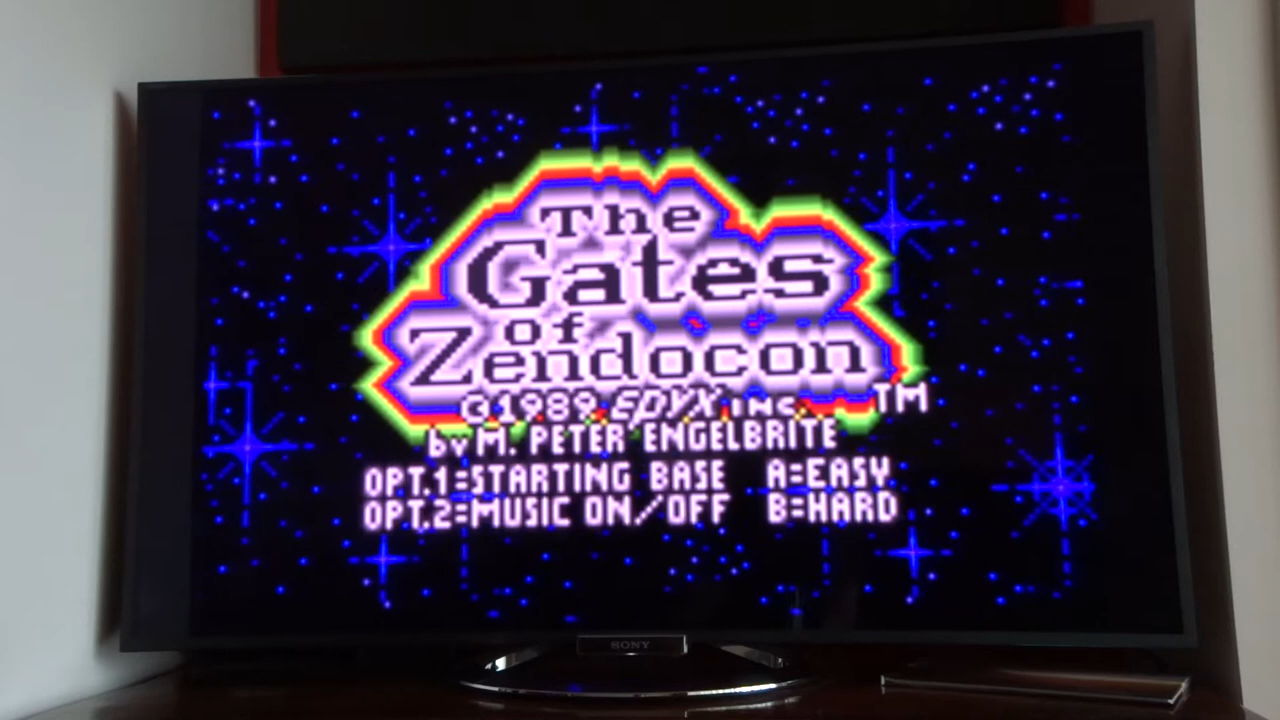 The
Gates
of
Zendocon
TM
©1989 EPYX INC.
by M. PETER ENGELBRITE
OPT.1=STARTING BASE A=EASY
OPT.2=MUSIC ON/OFF B=HARD
SONY